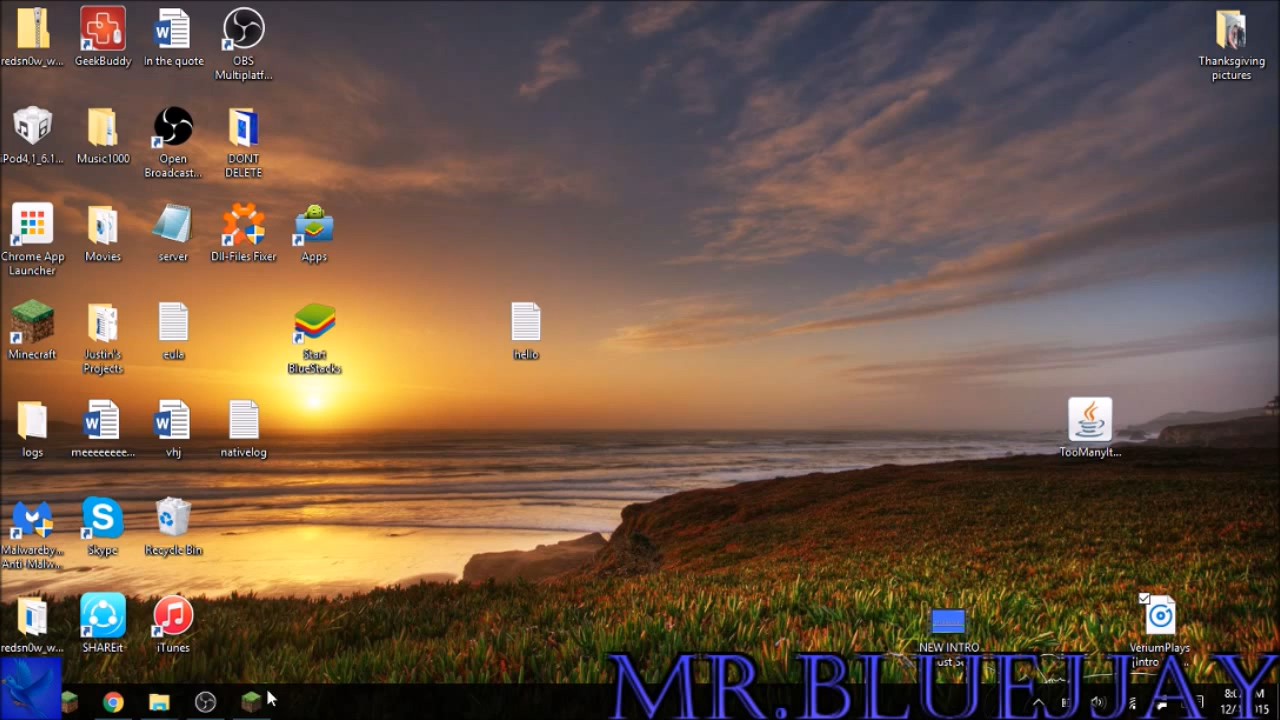 redsn0w_w...
GeekBuddy
In the quote
OBS
Multiplatf...
Thanksgiving
pictures
iPod4,1_6.1...
Music1000
Open
Broadcast...
DONT
DELETE
Chrome App
Launcher
Movies
server
Dll-Files Fixer
Apps
Minecraft
Justin's
Projects
eula
Start
BlueStacks
hello
logs
meeeeeeee...
vhj
nativelog
TooManyIt...
Malwareby...
Anti-Malw...
Skype
Recycle Bin
redsn0w_w...
SHAREit
iTunes
NEW INTRO
VeriumPlays
[intro
MR.BLUEJJAY